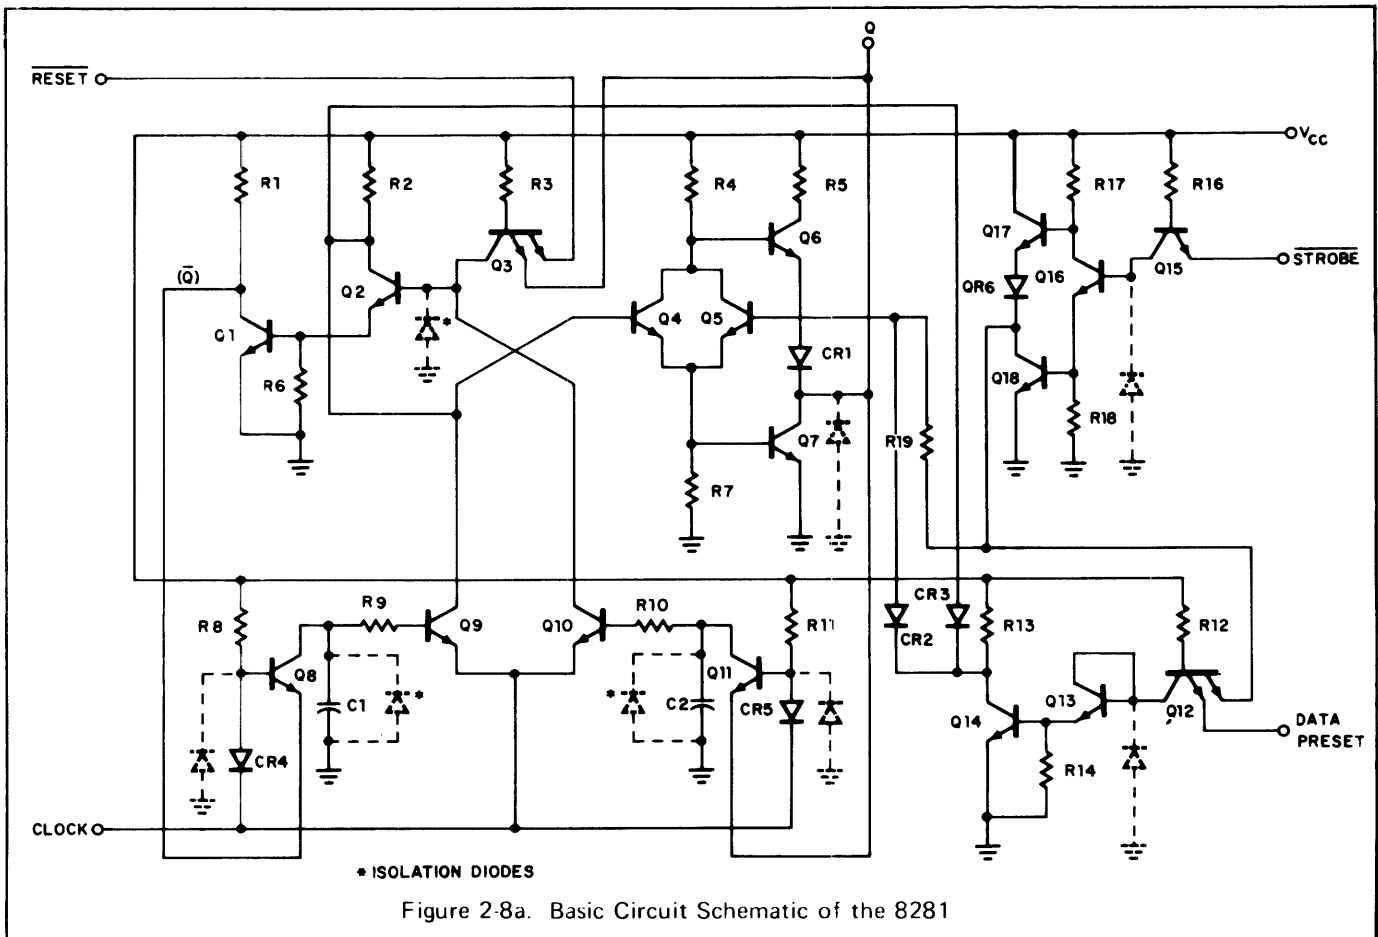 Q
RESET
VCC
R1
R2
R3
R4
R5
R17
R16
Q6
Q17
(Q̅)
Q2
Q3
Q16
Q15
STROBE
QR6
*
Q1
Q4
Q5
CR1
R6
Q18
R18
Q7
R19
R7
R9
R10
CR3
R8
Q9
Q10
R11
CR2
R13
R12
Q8
Q11
*
*
C1
C2
CR5
Q13
Q14
Q12
DATA
PRESET
CR4
R14
CLOCK
* ISOLATION DIODES
Figure 2-8a. Basic Circuit Schematic of the 8281